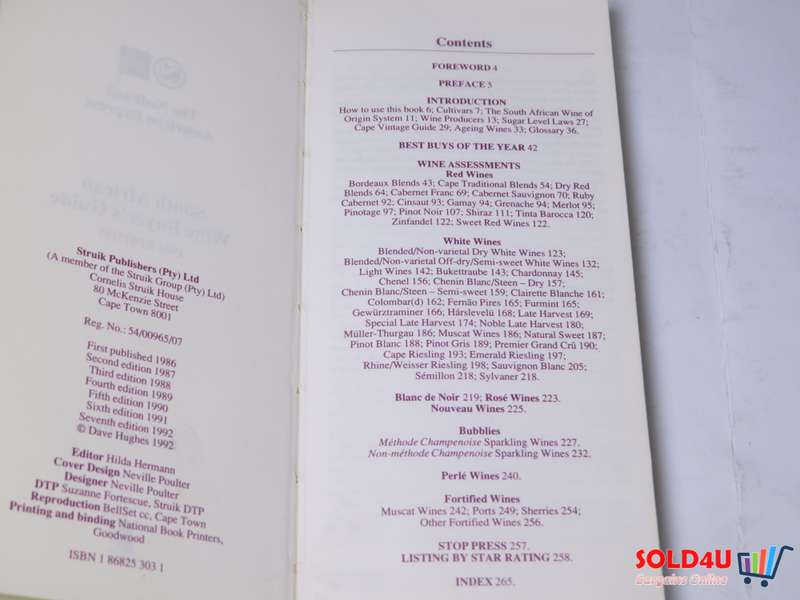 Struik Publishers (Pty) Ltd
(A member of the Struik Group (Pty) Ltd)
Cornelis Struik House
80 McKenzie Street
Cape Town 8001
Reg. No.: 54/00965/07
First published 1986
Second edition 1987
Third edition 1988
Fourth edition 1989
Fifth edition 1990
Sixth edition 1991
Seventh edition 1992
© Dave Hughes 1992
Editor Hilda Hermann
Cover Design Neville Poulter
Designer Neville Poulter
DTP Suzanne Fortescue, Struik DTP
Reproduction BellSet cc, Cape Town
Printing and binding National Book Printers,
Goodwood
ISBN 1 86825 303 1
Contents
FOREWORD 4
PREFACE 5
INTRODUCTION
How to use this book 6; Cultivars 7; The South African Wine of
Origin System 11; Wine Producers 13; Sugar Level Laws 27;
Cape Vintage Guide 29; Ageing Wines 33; Glossary 36.
BEST BUYS OF THE YEAR 42
WINE ASSESSMENTS
Red Wines
Bordeaux Blends 43; Cape Traditional Blends 54; Dry Red
Blends 64; Cabernet Franc 69; Cabernet Sauvignon 70; Ruby
Cabernet 92; Cinsaut 93; Gamay 94; Grenache 94; Merlot 95;
Pinotage 97; Pinot Noir 107; Shiraz 111; Tinta Barocca 120;
Zinfandel 122; Sweet Red Wines 122.
White Wines
Blended/Non-varietal Dry White Wines 123;
Blended/Non-varietal Off-dry/Semi-sweet White Wines 132;
Light Wines 142; Bukettraube 143; Chardonnay 145;
Chenel 156; Chenin Blanc/Steen – Dry 157;
Chenin Blanc/Steen – Semi-sweet 159; Clairette Blanche 161;
Colombar(d) 162; Fernão Pires 165; Furmint 165;
Gewürztraminer 166; Hárslevelü 168; Late Harvest 169;
Special Late Harvest 174; Noble Late Harvest 180;
Müller-Thurgau 186; Muscat Wines 186; Natural Sweet 187;
Pinot Blanc 188; Pinot Gris 189; Premier Grand Crû 190;
Cape Riesling 193; Emerald Riesling 197;
Rhine/Weisser Riesling 198; Sauvignon Blanc 205;
Sémillon 218; Sylvaner 218.
Blanc de Noir 219; Rosé Wines 223.
Nouveau Wines 225.
Bubblies
Méthode Champenoise Sparkling Wines 227.
Non-méthode Champenoise Sparkling Wines 232.
Perlé Wines 240.
Fortified Wines
Muscat Wines 242; Ports 249; Sherries 254;
Other Fortified Wines 256.
STOP PRESS 257.
LISTING BY STAR RATING 258.
INDEX 265.
SOLD4U
Bargains Online